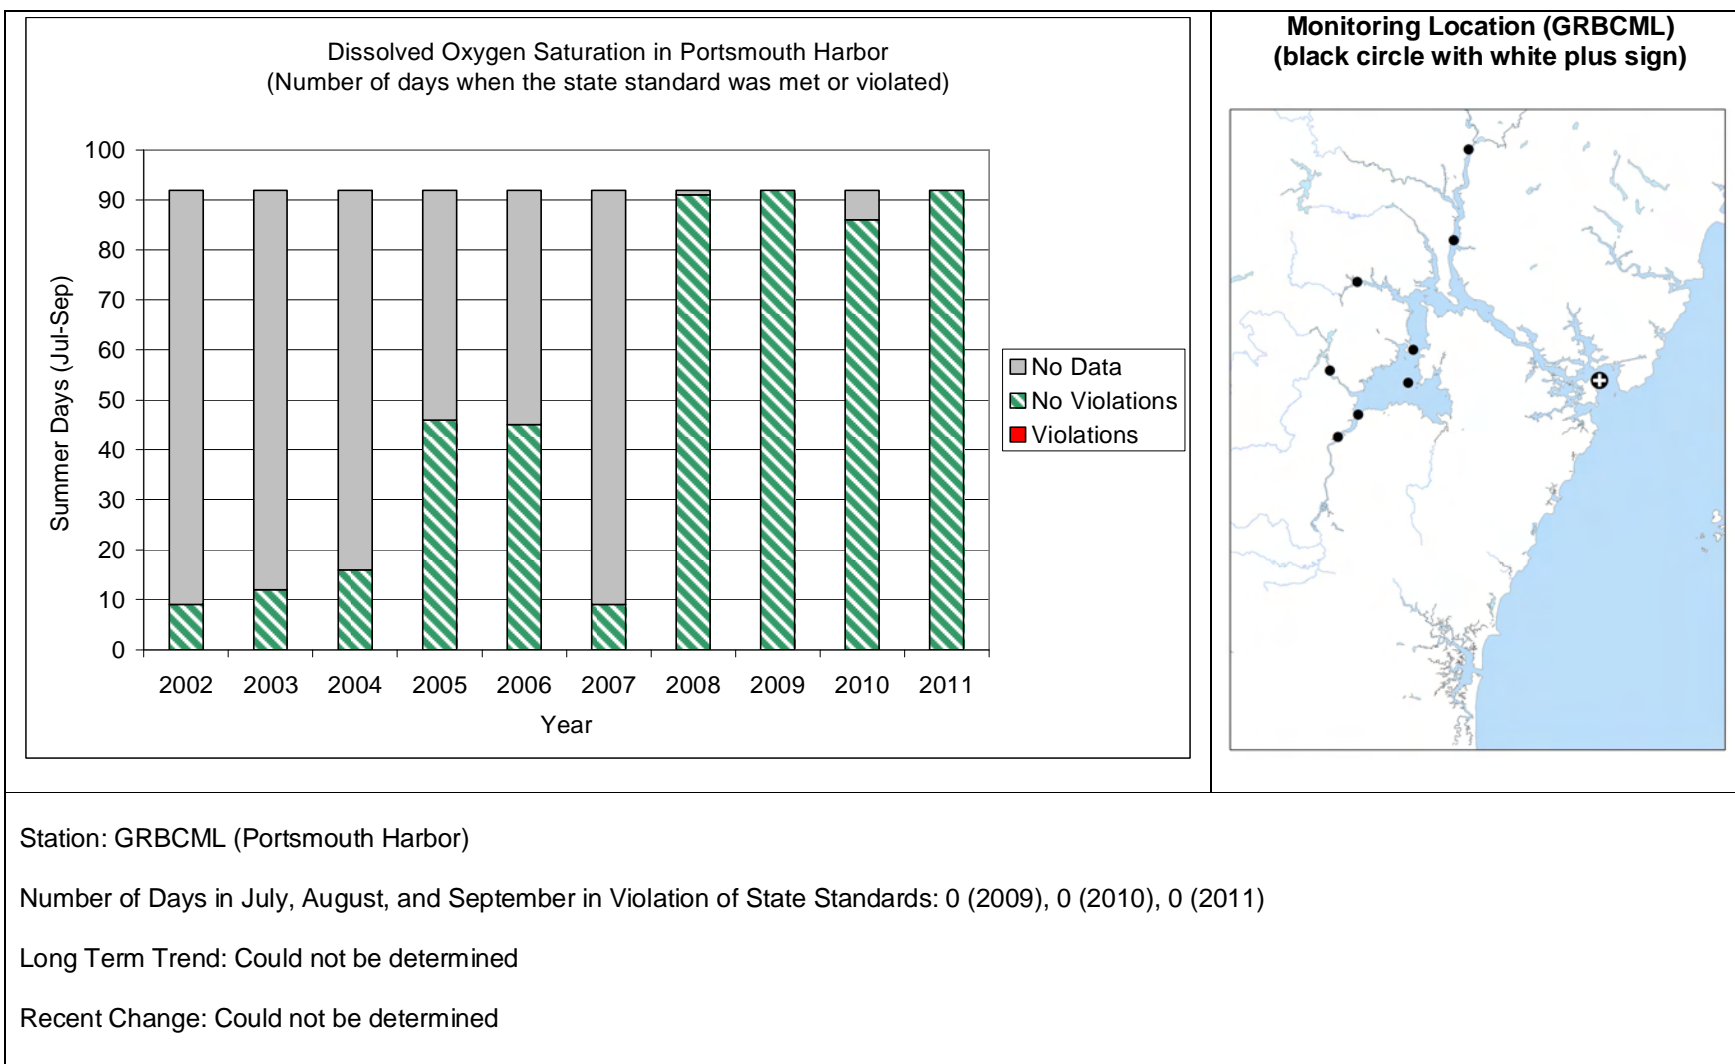 Dissolved Oxygen Saturation in Portsmouth Harbor
(Number of days when the state standard was met or violated)
100
90
80
70
60
50
40
30
20
10
0
Summer Days (Jul-Sep)
2002 2003 2004 2005 2006 2007 2008 2009 2010 2011
Year
No Data
No Violations
Violations
Monitoring Location (GRBCML)
(black circle with white plus sign)
Station: GRBCML (Portsmouth Harbor)
Number of Days in July, August, and September in Violation of State Standards: 0 (2009), 0 (2010), 0 (2011)
Long Term Trend: Could not be determined
Recent Change: Could not be determined